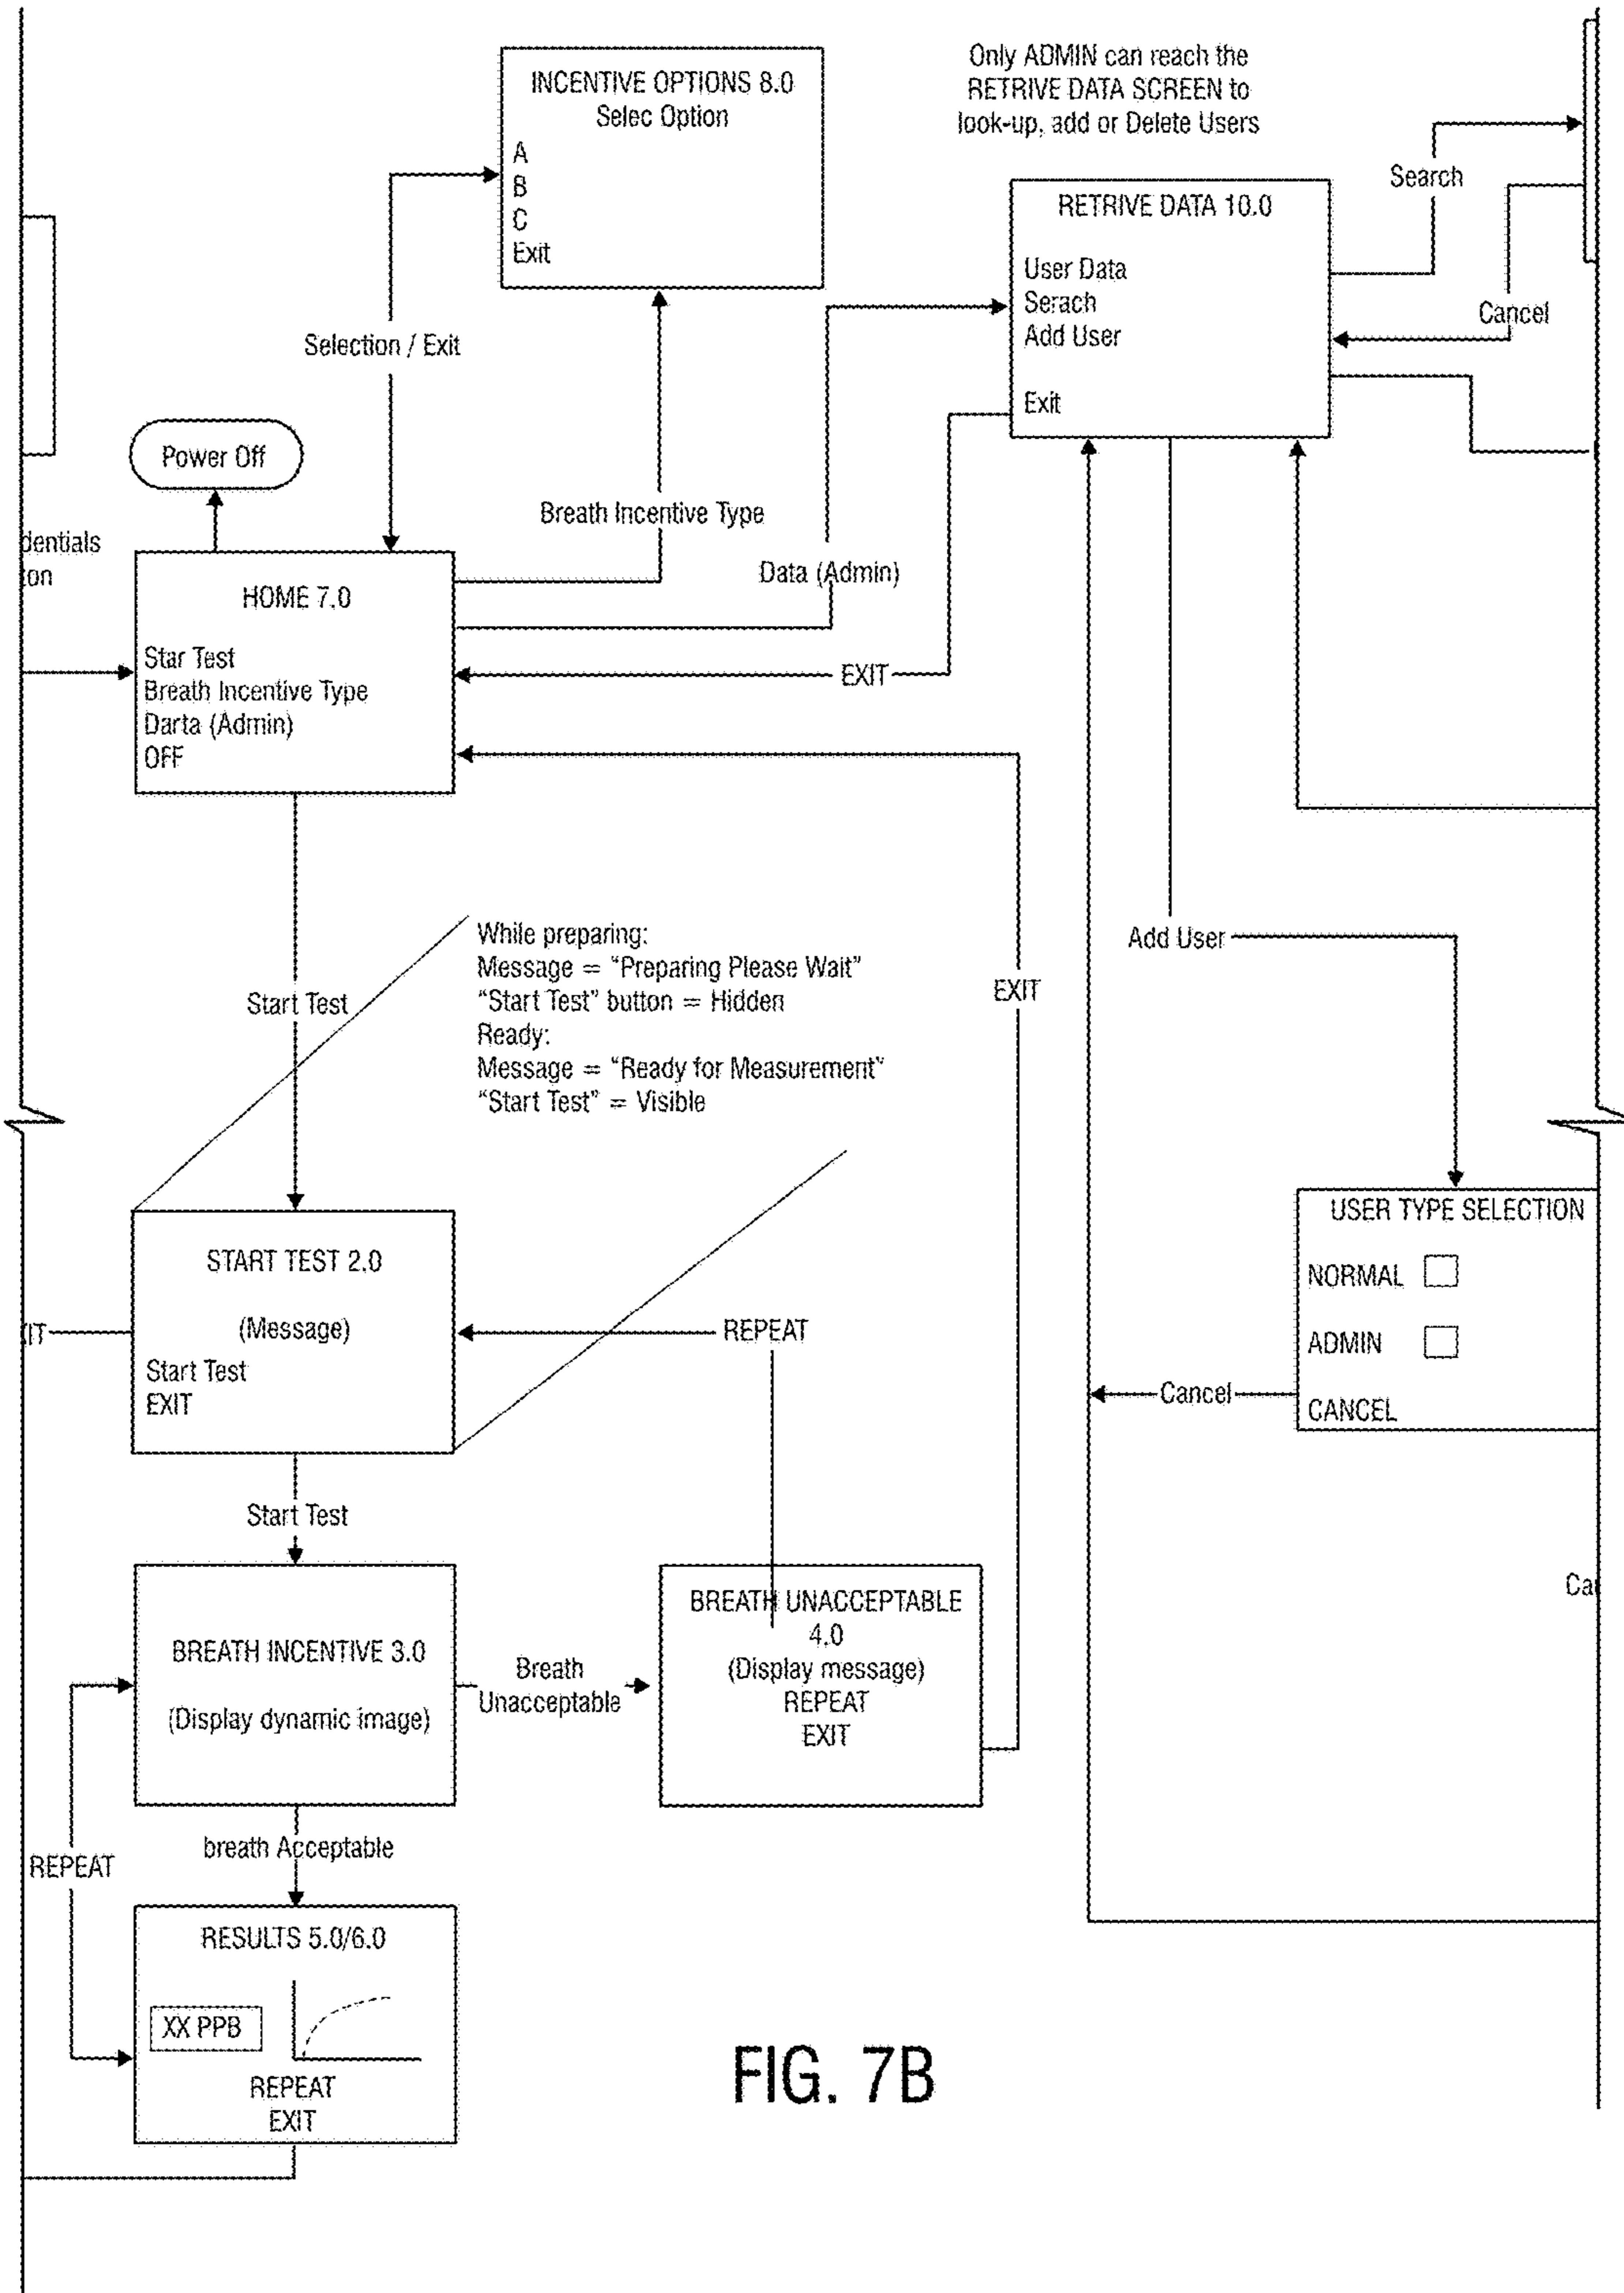 INCENTIVE OPTIONS 8.0
Selec Option
A
B
C
Exit
Only ADMIN can reach the
RETRIVE DATA SCREEN to
look-up, add or Delete Users
Search
RETRIVE DATA 10.0
User Data
Serach
Add User
Exit
Cancel
Selection / Exit
Power Off
Breath Incentive Type
dentials
on
Data (Admin)
HOME 7.0
Star Test
Breath Incentive Type
Darta (Admin)
OFF
EXIT
While preparing:
Message = “Preparing Please Wait”
“Start Test” button = Hidden
Ready:
Message = “Ready for Measurement”
“Start Test” = Visible
Start Test
EXIT
Add User
USER TYPE SELECTION
NORMAL
ADMIN
CANCEL
Cancel
START TEST 2.0
(Message)
Start Test
EXIT
IT
REPEAT
Start Test
BREATH INCENTIVE 3.0
(Display dynamic image)
Breath
Unacceptable
BREATH UNACCEPTABLE
4.0
(Display message)
REPEAT
EXIT
Ca
breath Acceptable
REPEAT
RESULTS 5.0/6.0
XX PPB
REPEAT
EXIT
FIG. 7B